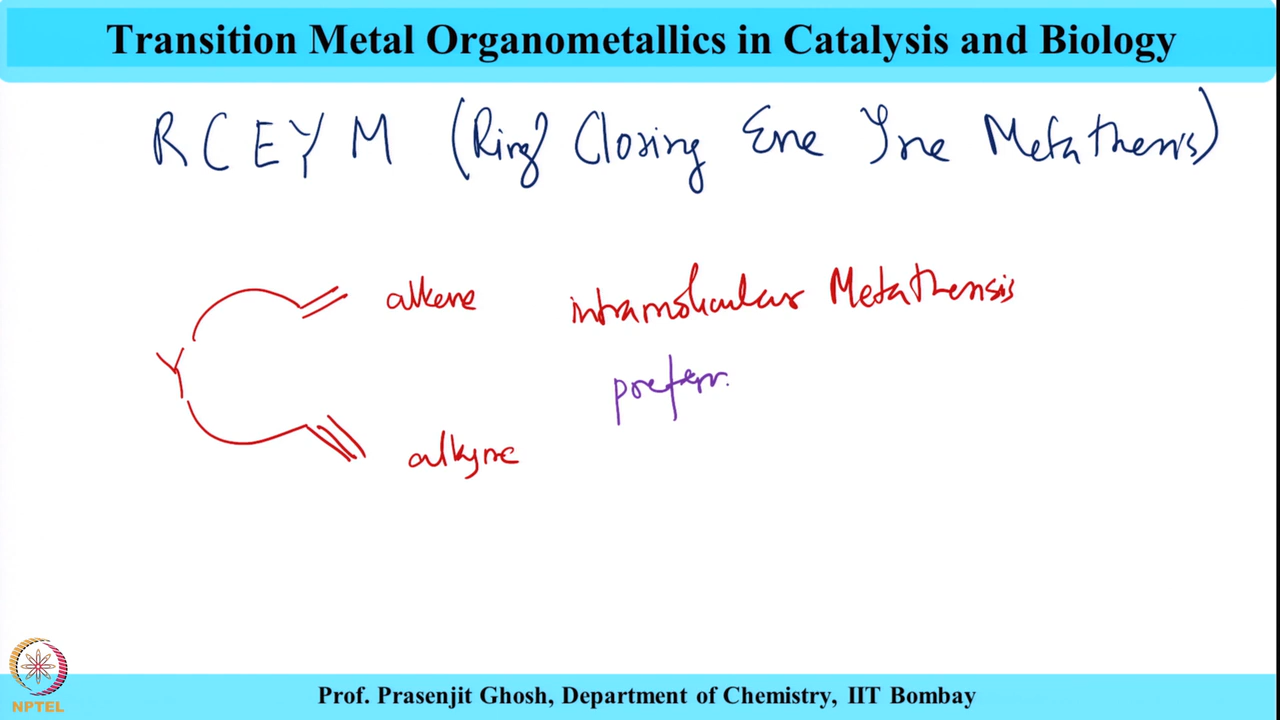 Transition Metal Organometallics in Catalysis and Biology
R C E Y M (Ring Closing Ene Yne Metathesis)
alkene intramolecular Metathesis
Y
prefer
alkyne
Prof. Prasenjit Ghosh, Department of Chemistry, IIT Bombay
NPTEL